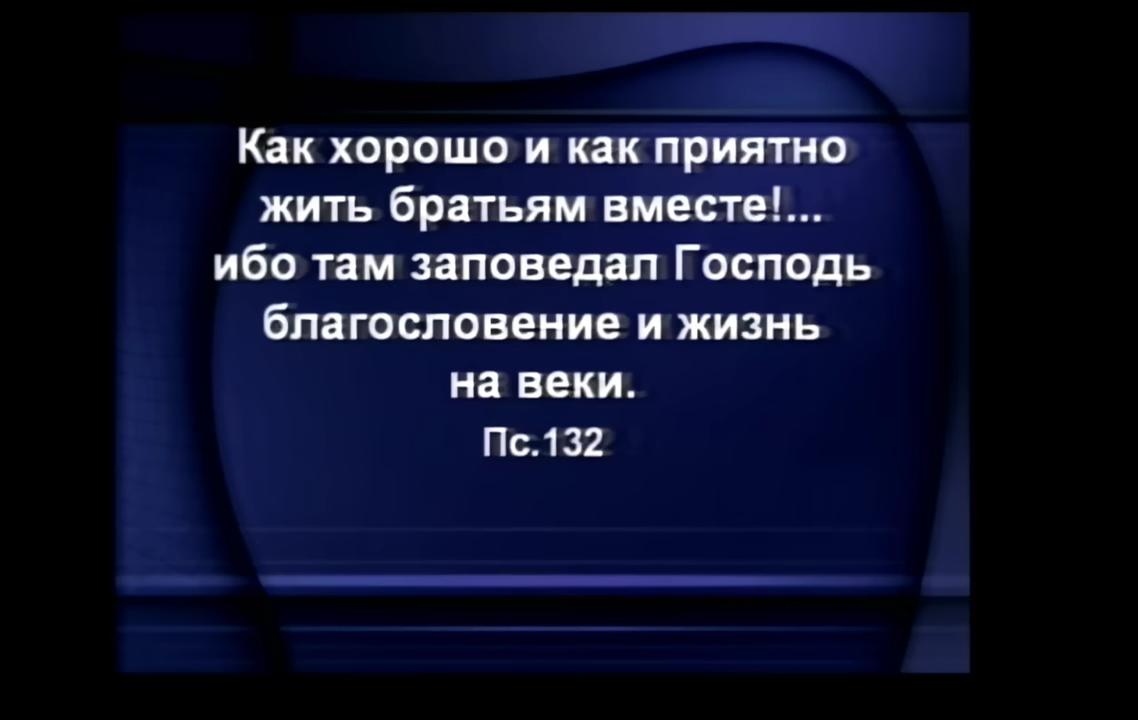 Как хорошо и как приятно
жить братьям вместе!...
ибо там заповедал Господь
благословение и жизнь
на веки.
Пс.132